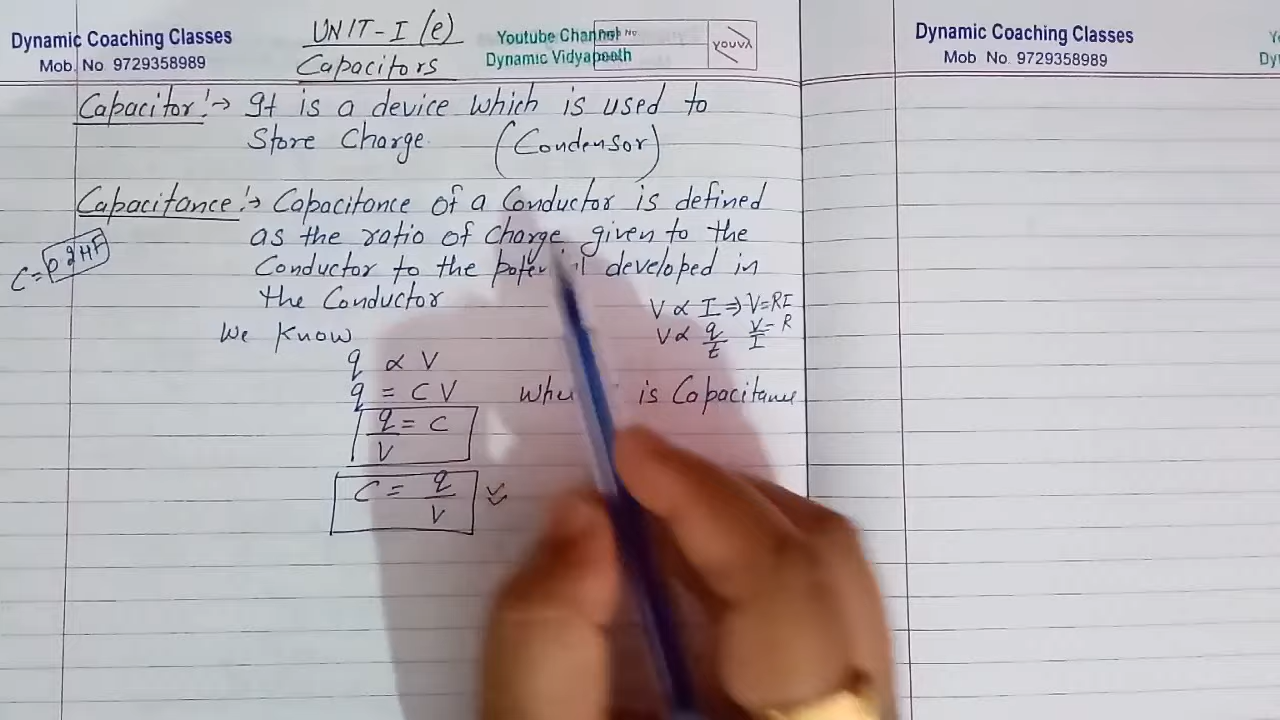 Dynamic Coaching Classes
Mob. No. 9729358989
UNIT-I (e)
Capacitors
Youtube Channel
Dynamic Vidyapeeth
YOUVA
Dynamic Coaching Classes
Mob No. 9729358989
Capacitor :→ It is a device which is used to
Store Charge. (Condensor)
Capacitance :→ Capacitance of a Conductor is defined
as the ratio of Charge given to the
Conductor to the developed in
the Conductor
C=
V ∝ I ⇒ V=RI
V ∝ q/t V/I = R
We Know
q ∝ V
q = CV is Capacitance
q/V = C
C = q/V